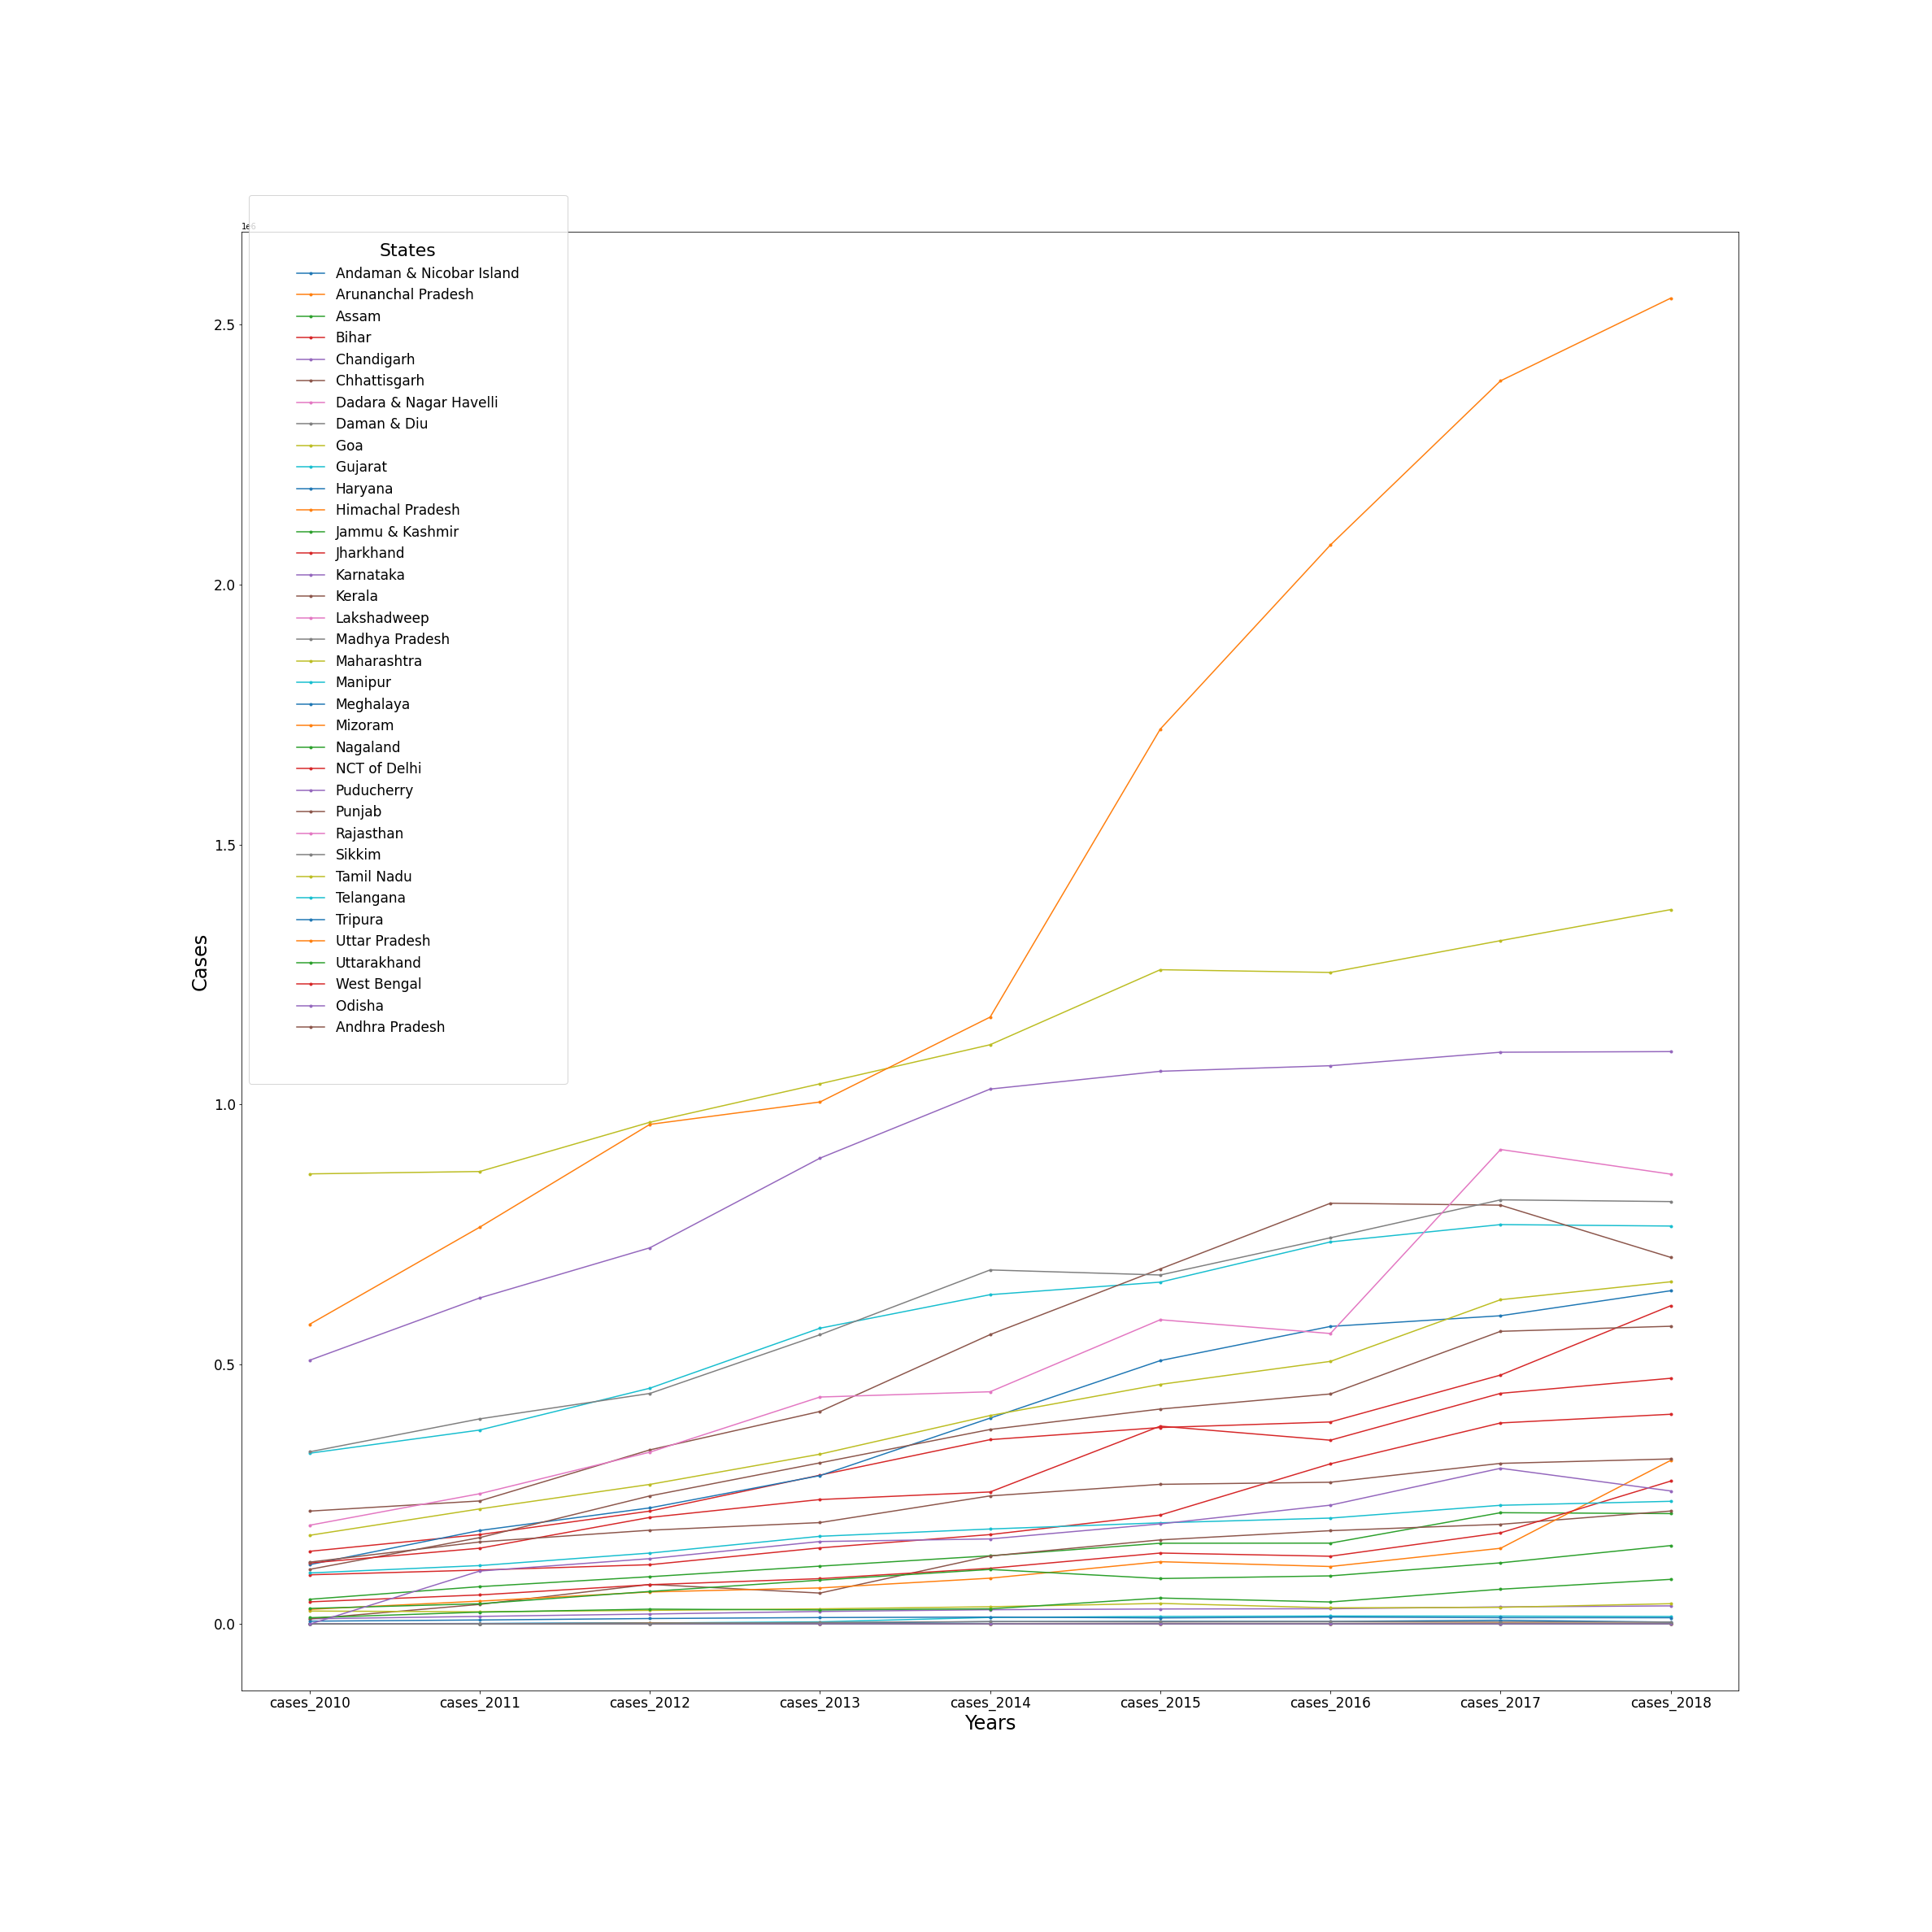 1e6
States
Andaman & Nicobar Island
Arunanchal Pradesh
Assam
Bihar
Chandigarh
Chhattisgarh
Dadara & Nagar Havelli
Daman & Diu
Goa
Gujarat
Haryana
Himachal Pradesh
Jammu & Kashmir
Jharkhand
Karnataka
Kerala
Lakshadweep
Madhya Pradesh
Maharashtra
Manipur
Meghalaya
Mizoram
Nagaland
NCT of Delhi
Puducherry
Punjab
Rajasthan
Sikkim
Tamil Nadu
Telangana
Tripura
Uttar Pradesh
Uttarakhand
West Bengal
Odisha
Andhra Pradesh
2.5
2.0
1.5
1.0
0.5
0.0
Cases
cases_2010 cases_2011 cases_2012 cases_2013 cases_2014 cases_2015 cases_2016 cases_2017 cases_2018
Years